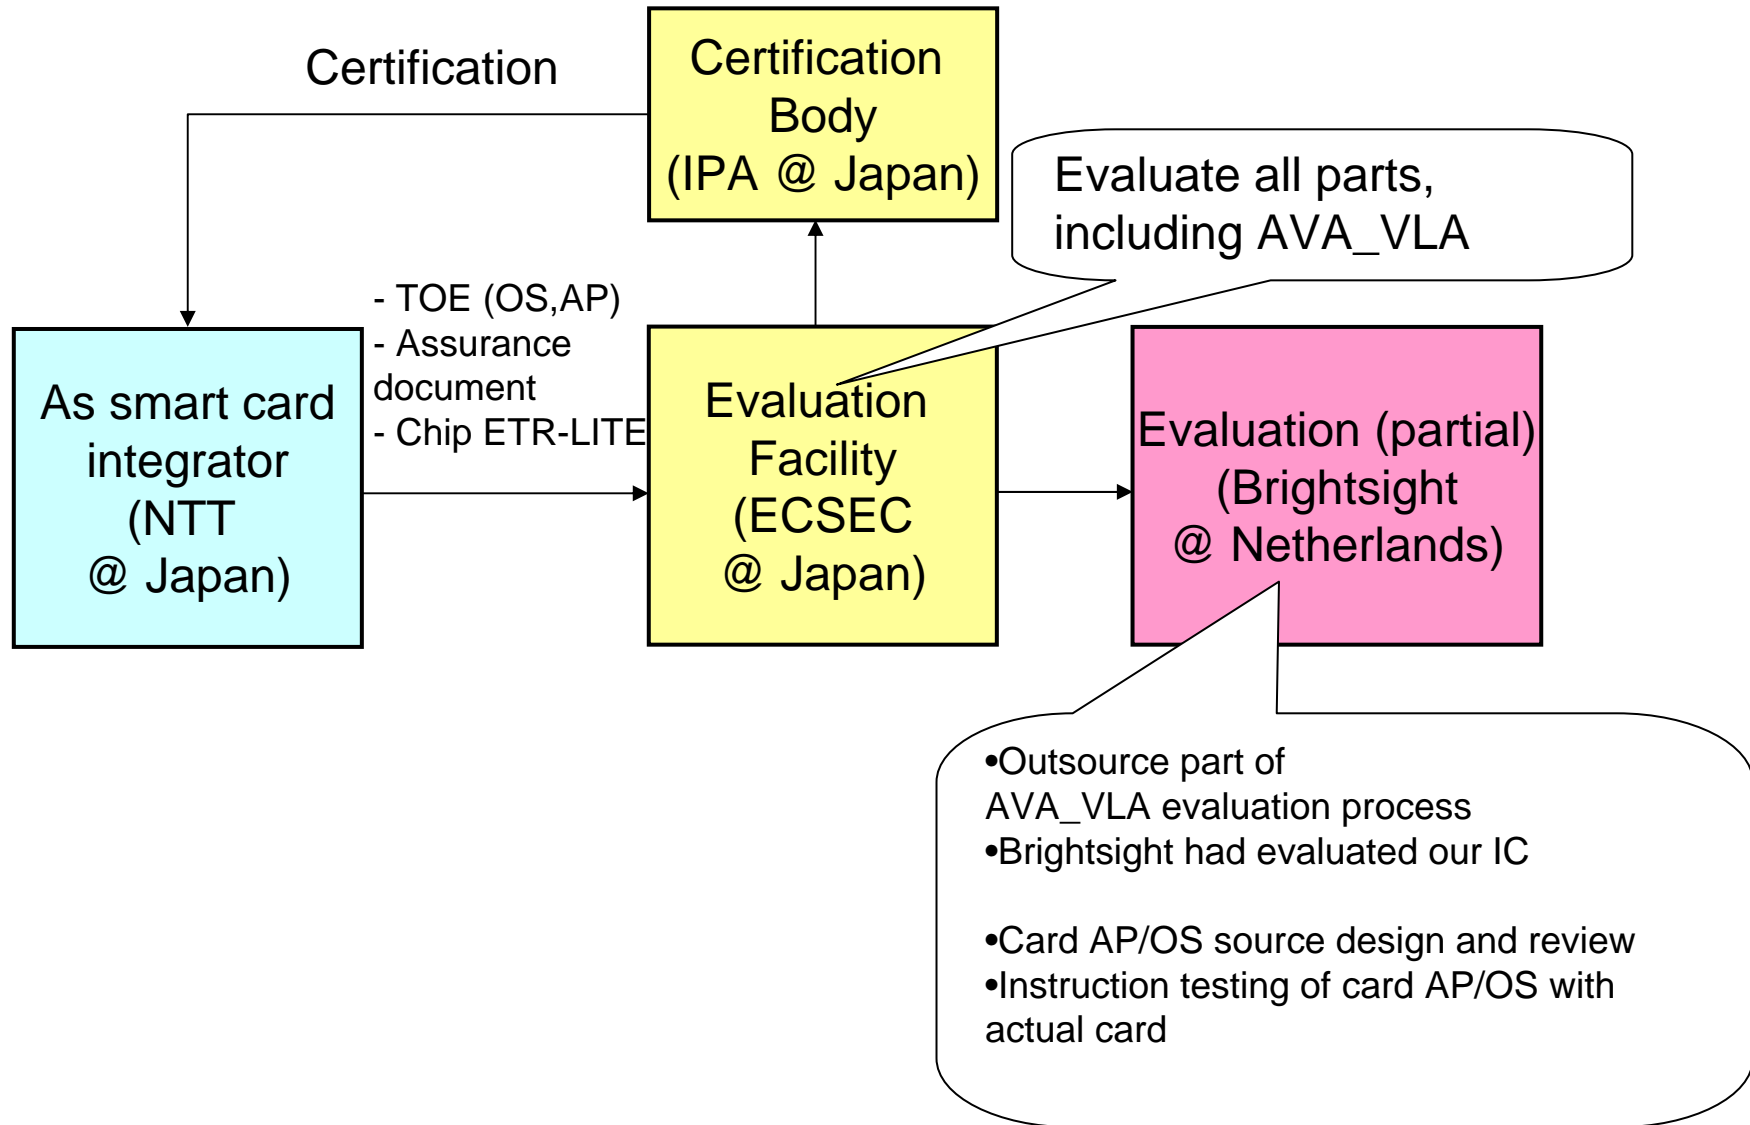 Certification
Certification
Body
(IPA @ Japan)
Evaluate all parts,
including AVA_VLA
- TOE (OS,AP)
- Assurance
document
- Chip ETR-LITE
As smart card
integrator
(NTT
@ Japan)
Evaluation
Facility
(ECSEC
@ Japan)
Evaluation (partial)
(Brightsight
@ Netherlands)
•Outsource part of
AVA_VLA evaluation process
•Brightsight had evaluated our IC
•Card AP/OS source design and review
•Instruction testing of card AP/OS with
actual card